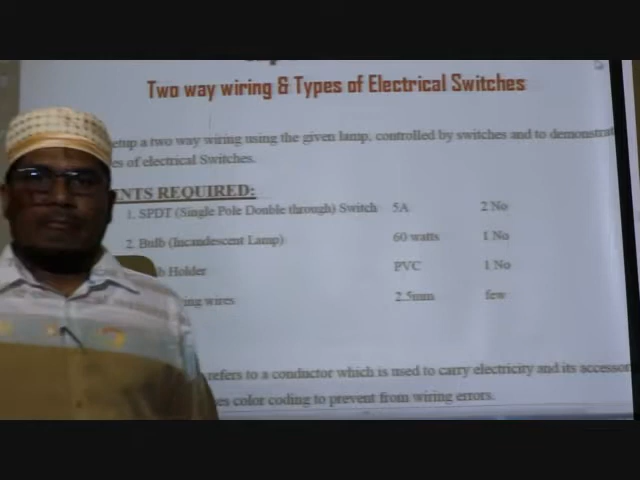 Two way wiring & Types of Electrical Switches
etup a two way wiring using the given lamp, controlled by switches and to demonstrat
es of electrical Switches.
NTS REQUIRED:
1. SPDT (Single Pole Double through) Switch 5A 2 No
2. Bulb (Incandescent Lamp) 60 watts 1 No
b Holder PVC 1 No
ing wires 2.5mm few
refers to a conductor which is used to carry electricity and its accessor
es color coding to prevent from wiring errors.